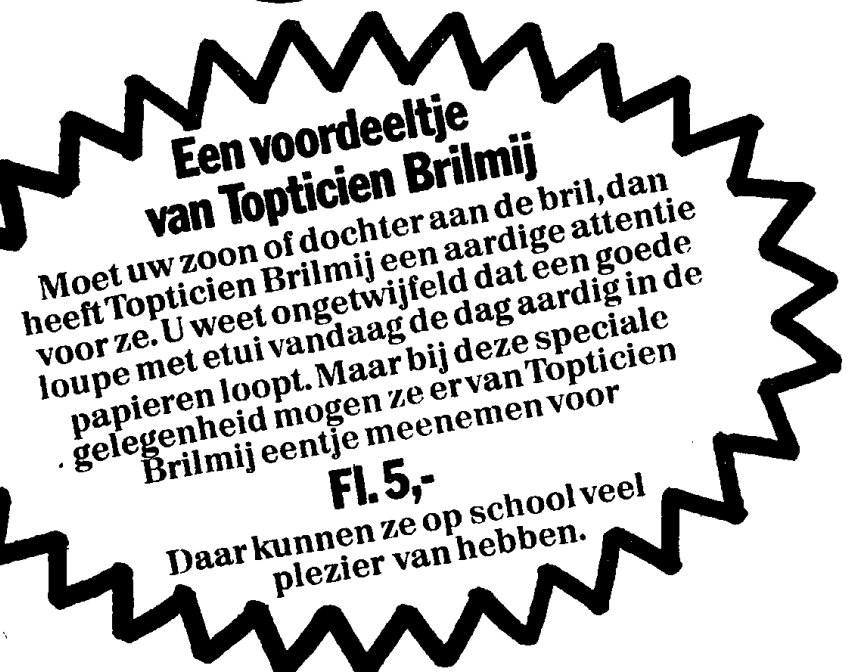 Een voordeeltje
van Topticien Brilmij
Moet uw zoon of dochter aan de bril, dan
heeft Topticien Brilmij een aardige attentie
voor ze. U weet ongetwijfeld dat een goede
loupe met etui vandaag de dag aardig in de
papieren loopt. Maar bij deze speciale
gelegenheid mogen ze er van Topticien
Brilmij eentje meenemen voor
Fl. 5,-
Daar kunnen ze op school veel
plezier van hebben.